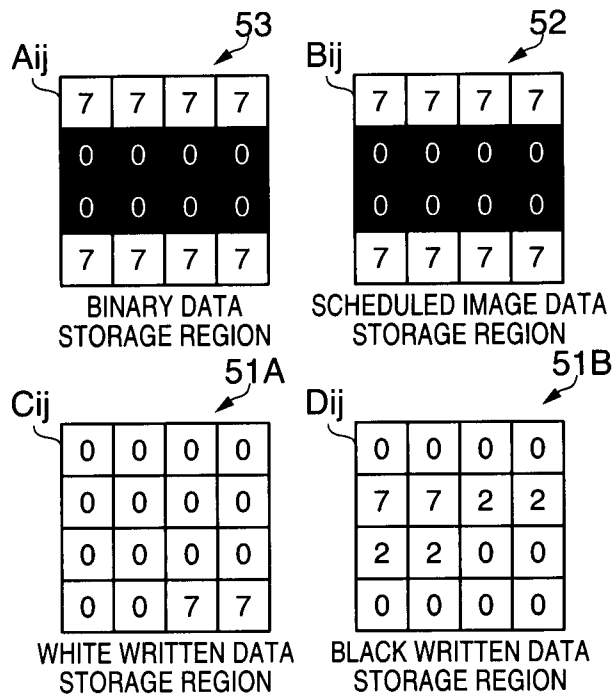 53
52
Aij
Bij
7 7 7 7
0 0 0 0
0 0 0 0
7 7 7 7
7 7 7 7
0 0 0 0
0 0 0 0
7 7 7 7
BINARY DATA
STORAGE REGION
SCHEDULED IMAGE DATA
STORAGE REGION
51A
51B
Cij
Dij
0 0 0 0
0 0 0 0
0 0 0 0
0 0 7 7
0 0 0 0
7 7 2 2
2 2 0 0
0 0 0 0
WHITE WRITTEN DATA
STORAGE REGION
BLACK WRITTEN DATA
STORAGE REGION